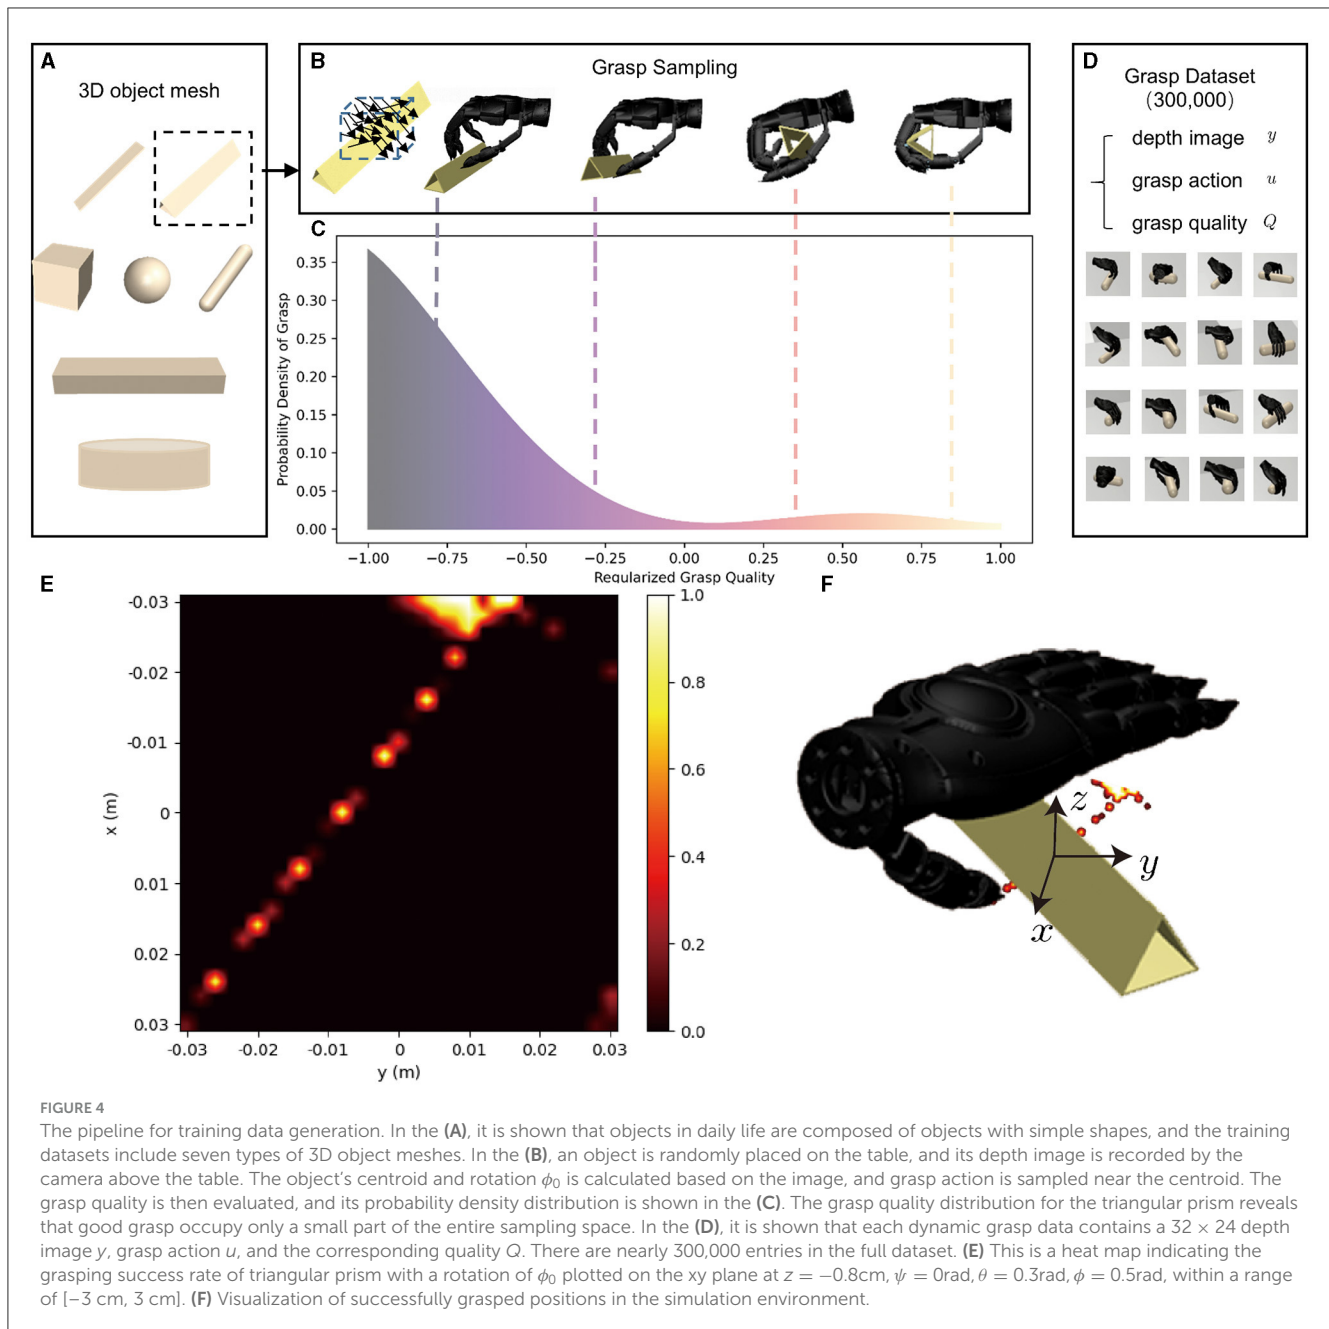 A
3D object mesh
B
Grasp Sampling
C
0.35
0.30
0.25
0.20
0.15
0.10
0.05
0.00
Probability Density of Grasp
−1.00 −0.75 −0.50 −0.25 0.00 0.25 0.50 0.75 1.00
Regularized Grasp Quality
D
Grasp Dataset
(300,000)
depth image y
grasp action u
grasp quality Q
E
-0.03
-0.02
-0.01
0
0.01
0.02
0.03
x (m)
-0.03 -0.02 -0.01 0 0.01 0.02 0.03
y (m)
1.0
0.8
0.6
0.4
0.2
0.0
F
z
y
x
FIGURE 4
The pipeline for training data generation. In the (A), it is shown that objects in daily life are composed of objects with simple shapes, and the training
datasets include seven types of 3D object meshes. In the (B), an object is randomly placed on the table, and its depth image is recorded by the
camera above the table. The object's centroid and rotation ϕ₀ is calculated based on the image, and grasp action is sampled near the centroid. The
grasp quality is then evaluated, and its probability density distribution is shown in the (C). The grasp quality distribution for the triangular prism reveals
that good grasp occupy only a small part of the entire sampling space. In the (D), it is shown that each dynamic grasp data contains a 32 × 24 depth
image y, grasp action u, and the corresponding quality Q. There are nearly 300,000 entries in the full dataset. (E) This is a heat map indicating the
grasping success rate of triangular prism with a rotation of ϕ₀ plotted on the xy plane at z = −0.8cm, ψ = 0rad, θ = 0.3rad, ϕ = 0.5rad, within a range
of [−3 cm, 3 cm]. (F) Visualization of successfully grasped positions in the simulation environment.